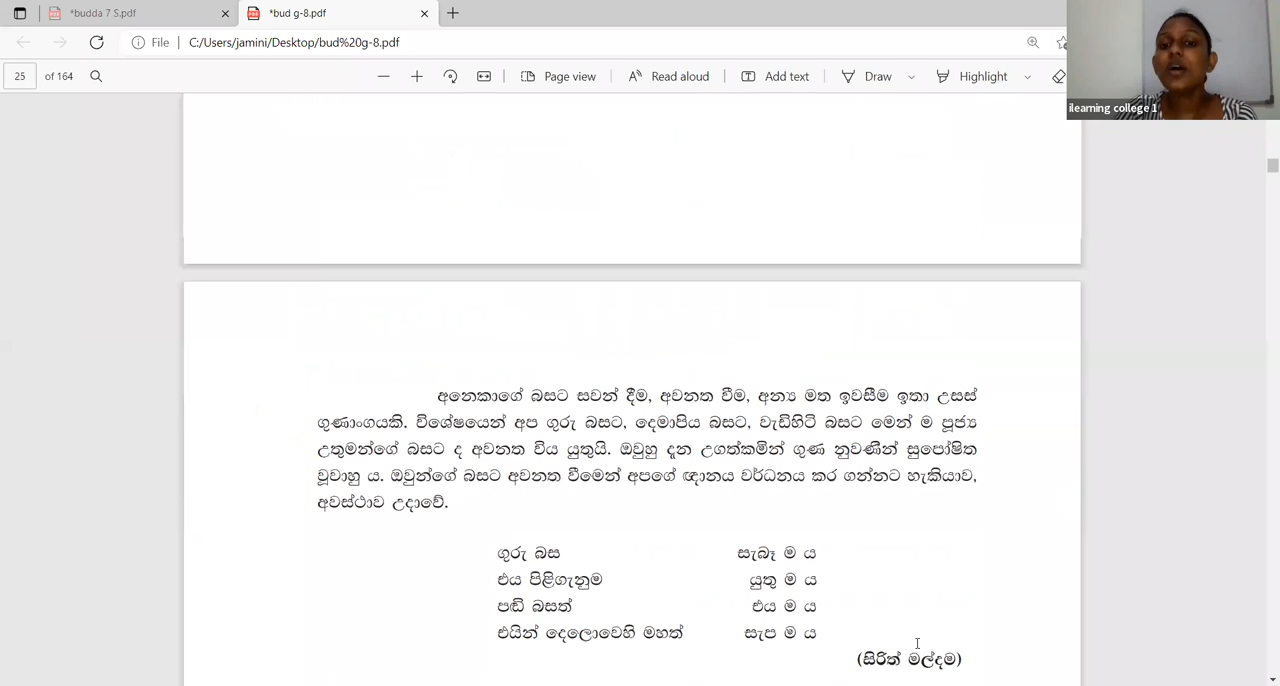 *budda 7 S.pdf
*bud g-8.pdf
File
C:/Users/jamini/Desktop/bud%20g-8.pdf
25 of 164
Page view
Read aloud
Add text
Draw
Highlight
ilearning college 1
අනෙකාගේ බසට සවන් දීම, අවනත වීම, අන්‍ය මත ඉවසීම ඉතා උසස්
ගුණාංගයකි. විශේෂයෙන් අප ගුරු බසට, දෙමාපිය බසට, වැඩිහිටි බසට මෙන් ම පූජ්‍ය
උතුමන්ගේ බසට ද අවනත විය යුතුයි. ඔවුහු දැන උගත්කමින් ගුණ නුවණින් සුපෝෂිත
වූවාහු ය. ඔවුන්ගේ බසට අවනත වීමෙන් අපගේ ඥානය වර්ධනය කර ගන්නට හැකියාව,
අවස්ථාව උදාවේ.
ගුරු බස සැබෑ ම ය
එය පිළිගැනුම යුතු ම ය
පඬි බසත් එය ම ය
එයින් දෙලොවෙහි මහත් සැප ම ය
(සිරිත් මල්දම)